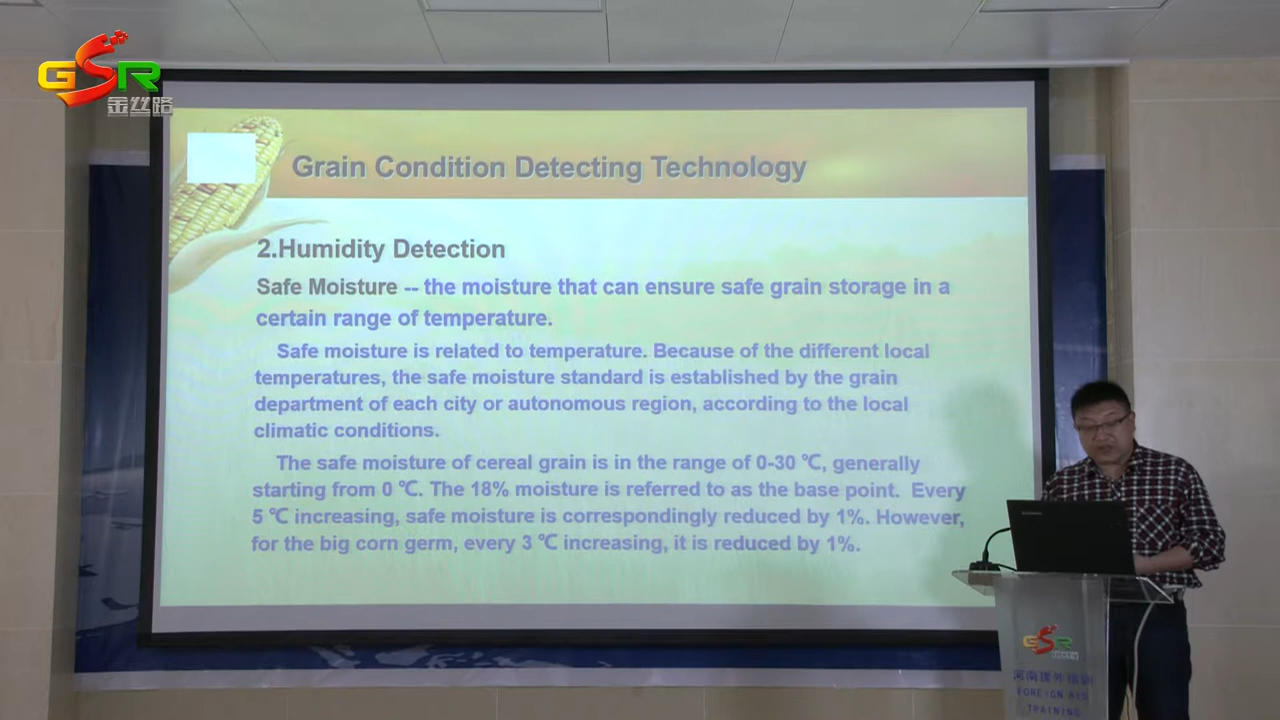 GSR
金丝路
Grain Condition Detecting Technology
2.Humidity Detection
Safe Moisture -- the moisture that can ensure safe grain storage in a
certain range of temperature.
Safe moisture is related to temperature. Because of the different local
temperatures, the safe moisture standard is established by the grain
department of each city or autonomous region, according to the local
climatic conditions.
The safe moisture of cereal grain is in the range of 0-30 ℃, generally
starting from 0 ℃. The 18% moisture is referred to as the base point. Every
5 ℃ increasing, safe moisture is correspondingly reduced by 1%. However,
for the big corn germ, every 3 ℃ increasing, it is reduced by 1%.
GSR
河南援外培训
FOREIGN AID
TRAINING